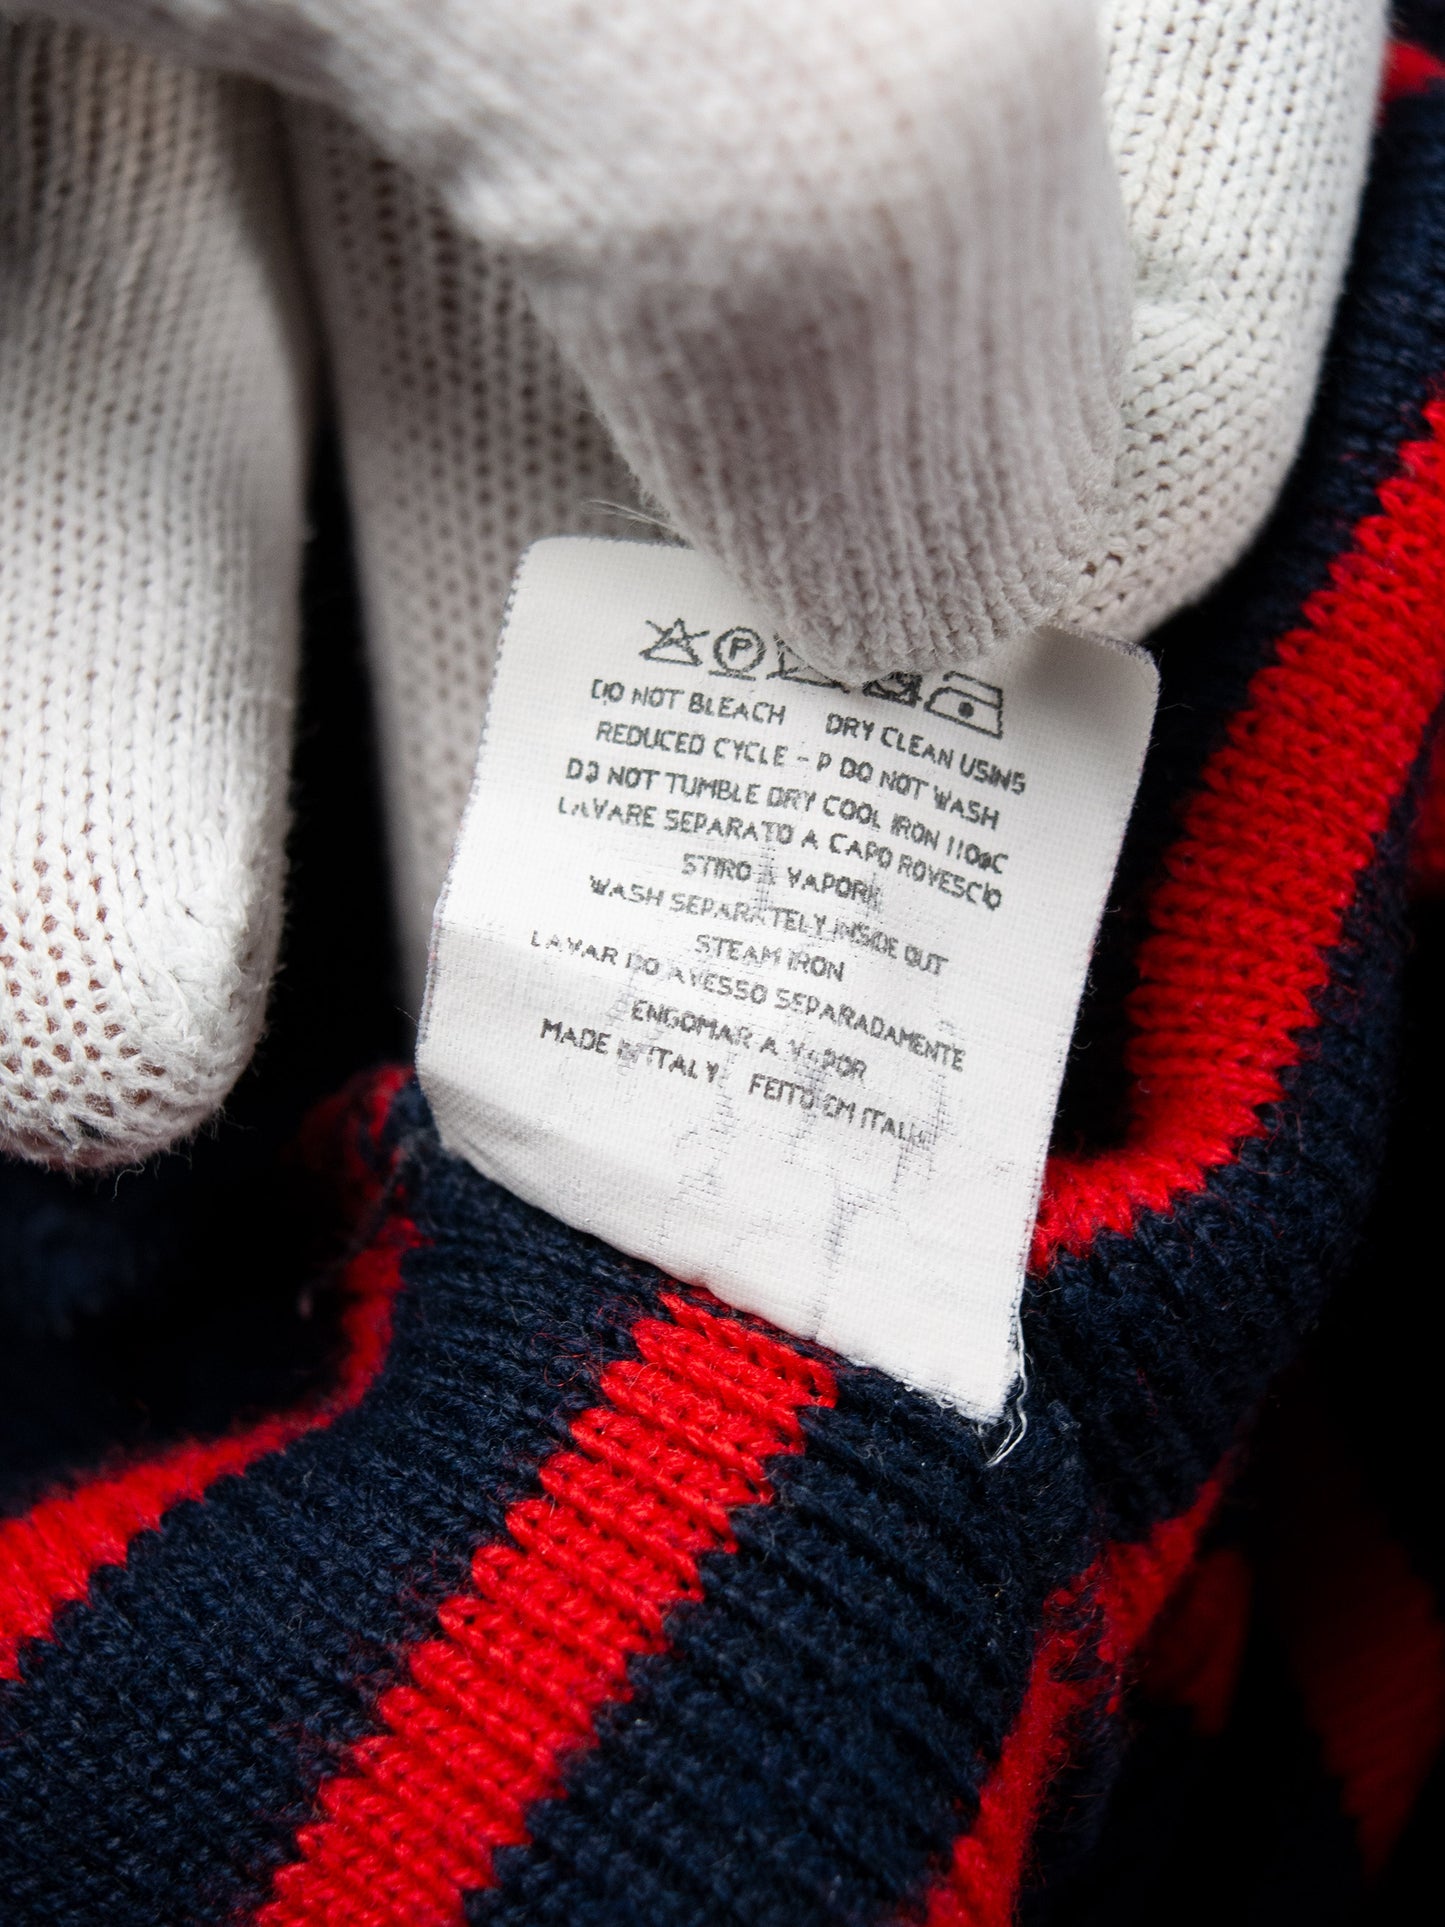 P
DO NOT BLEACH DRY CLEAN USING
REDUCED CYCLE - P DO NOT WASH
DO NOT TUMBLE DRY COOL IRON 110°C
LAVARE SEPARATO A CAPO ROVESCIO
STIRO A VAPORE
WASH SEPARATELY INSIDE OUT
STEAM IRON
LAVAR DO AVESSO SEPARADAMENTE
ENGOMAR A VAPOR
MADE IN ITALY FEITO EM ITALIA